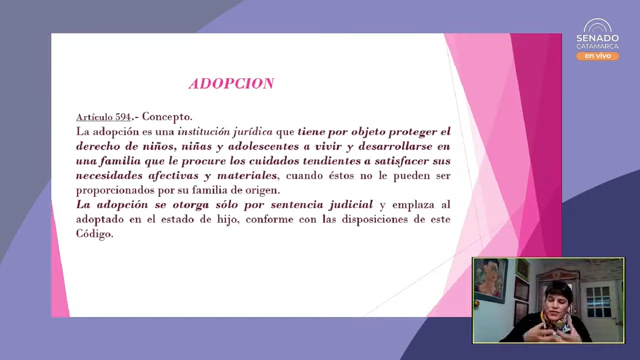 SENADO
CATAMARCA
en vivo
ADOPCION
Artículo 594.- Concepto.
La adopción es una institución jurídica que tiene por objeto proteger el
derecho de niños, niñas y adolescentes a vivir y desarrollarse en
una familia que le procure los cuidados tendientes a satisfacer sus
necesidades afectivas y materiales, cuando éstos no le pueden ser
proporcionados por su familia de origen.
La adopción se otorga sólo por sentencia judicial y emplaza al
adoptado en el estado de hijo, conforme con las disposiciones de este
Código.